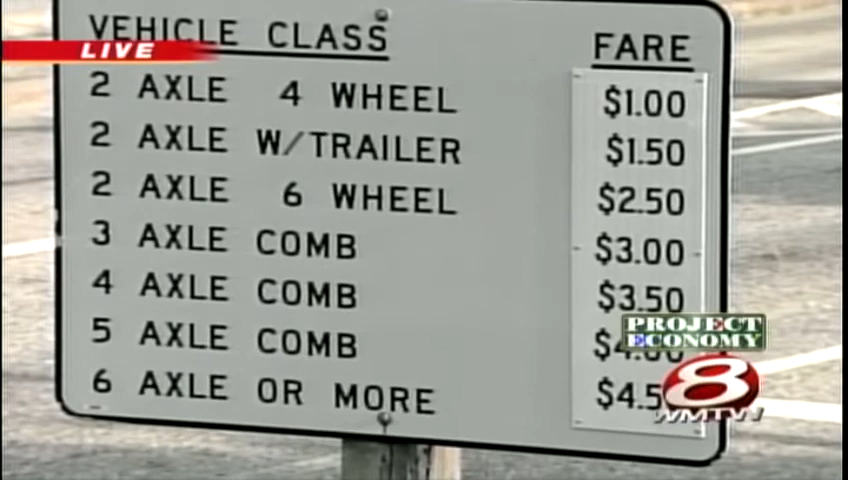 VEHICLE CLASS FARE
LIVE
2 AXLE 4 WHEEL $1.00
2 AXLE W/TRAILER $1.50
2 AXLE 6 WHEEL $2.50
3 AXLE COMB $3.00
4 AXLE COMB $3.50
5 AXLE COMB
6 AXLE OR MORE
PROJECT
ECONOMY
8
WMTW